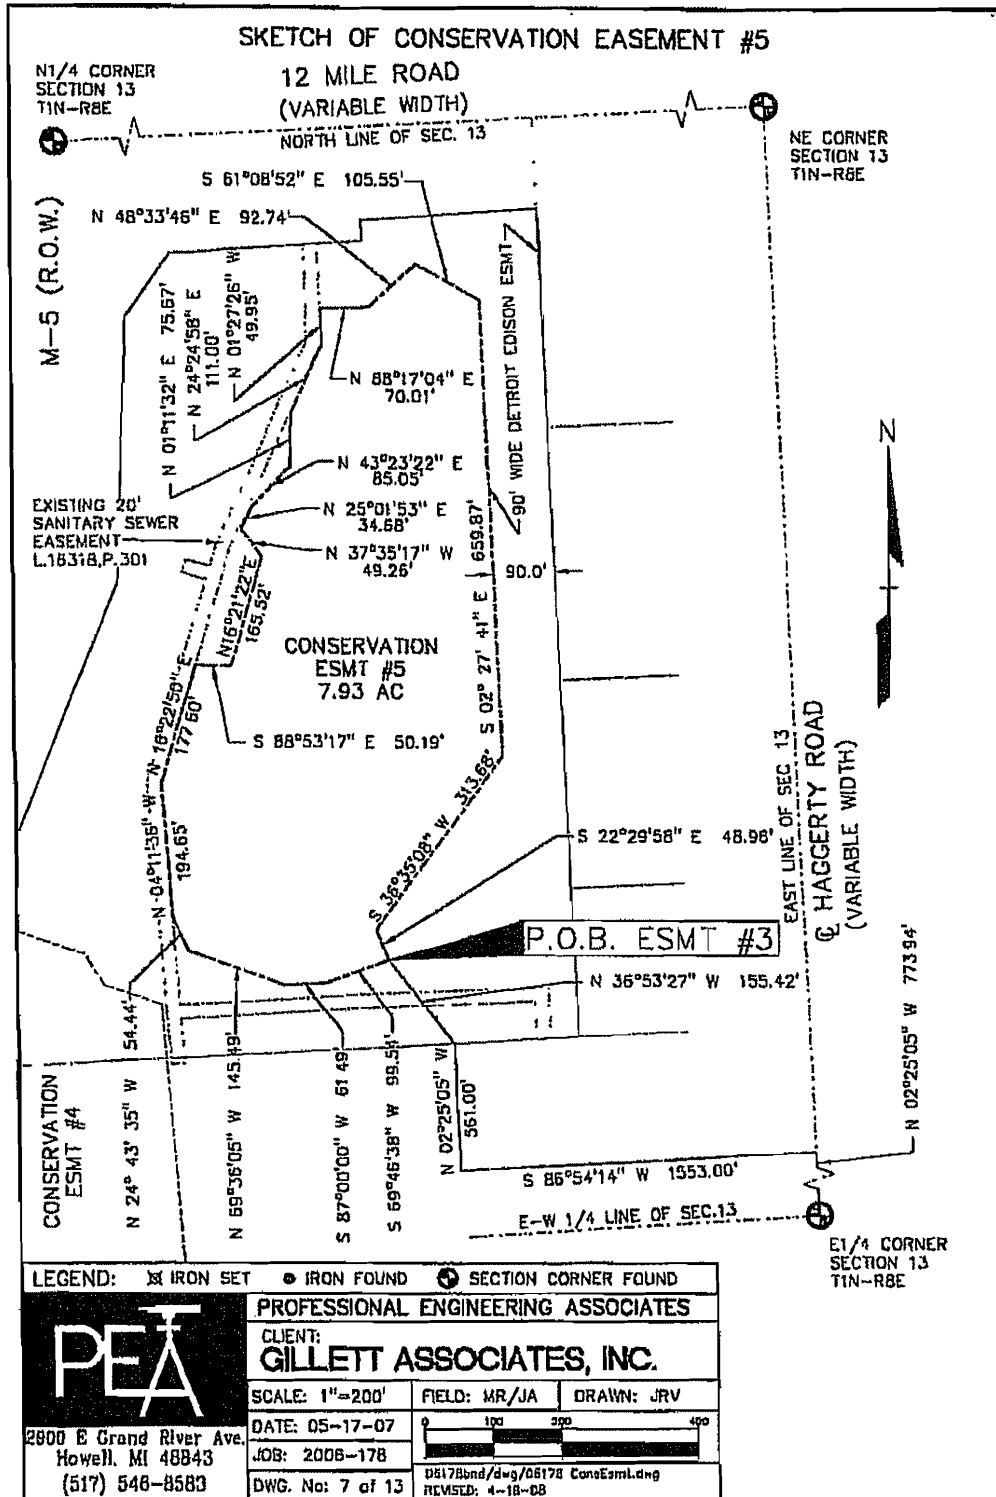 SKETCH OF CONSERVATION EASEMENT #5
N1/4 CORNER
SECTION 13
T1N-R8E
12 MILE ROAD
(VARIABLE WIDTH)
NORTH LINE OF SEC. 13
NE CORNER
SECTION 13
T1N-R8E
S 61°08'52" E 105.55'
N 48°33'46" E 92.74'
M-5 (R.O.W.)
N 01°11'32" E 75.67'
N 24°24'58" E
111.00'
N 01°27'26" W
49.95'
90' WIDE DETROIT EDISON ESMT
N 88°17'04" E
70.01'
N 43°23'22" E
85.05'
N 25°01'53" E
34.68'
N 37°35'17" W
49.26'
EXISTING 20'
SANITARY SEWER
EASEMENT
L.16318,P.301
N16°21'22"E
165.52'
S 02° 27' 41" E 659.87'
90.0'
N
CONSERVATION
ESMT #5
7.93 AC
N 16°22'50" E
177.60'
S 88°53'17" E 50.19'
S 36°35'08" W 313.68'
N 04°11'36" W
194.65'
S 22°29'58" E 48.96'
EAST LINE OF SEC 13
℄ HAGGERTY ROAD
(VARIABLE WIDTH)
P.O.B. ESMT #3
N 36°53'27" W 155.42'
N 02°25'05" W 773 94'
CONSERVATION
ESMT #4
N 24° 43' 35" W 54.44'
N 69°36'05" W 145.49'
S 87°00'00" W 61 49'
S 69°46'38" W 99.54'
N 02°25'05" W
561.00'
S 86°54'14" W 1353.00'
E-W 1/4 LINE OF SEC.13
E1/4 CORNER
SECTION 13
T1N-R8E
LEGEND: IRON SET IRON FOUND SECTION CORNER FOUND
PEA
2900 E Grand River Ave.
Howell, MI 48843
(517) 546-8583
PROFESSIONAL ENGINEERING ASSOCIATES
CLIENT:
GILLETT ASSOCIATES, INC.
SCALE: 1"=200' FIELD: MR/JA DRAWN: JRV
DATE: 05-17-07
0 100 200 400
JOB: 2006-178
DWG. No: 7 of 13
06178bnd/dwg/06178 ConsEsmt.dwg
REVISED: 4-18-08